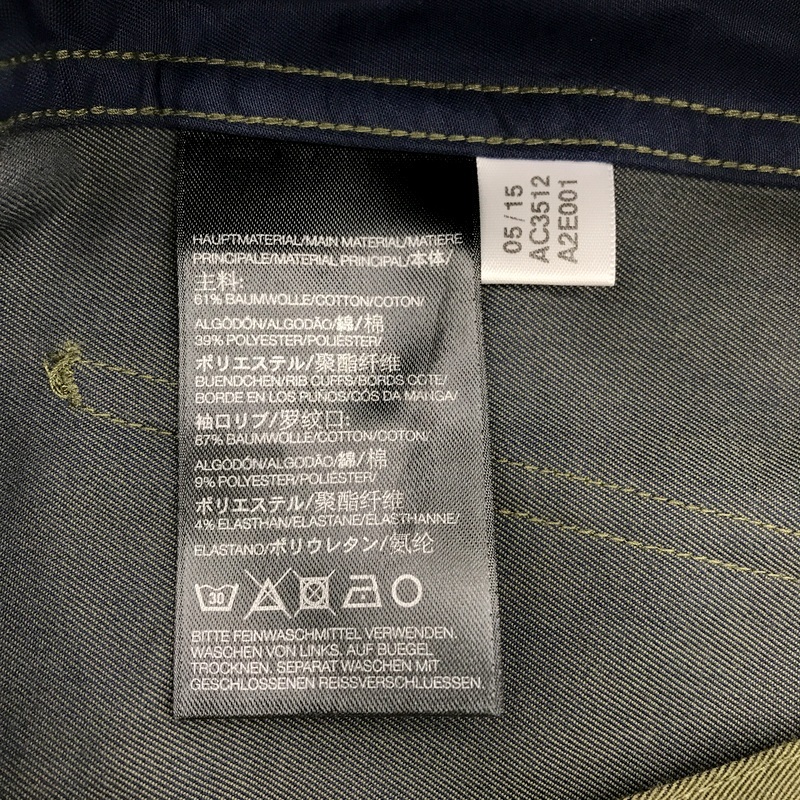 HAUPTMATERIAL/MAIN MATERIAL/MATIERE
PRINCIPALE/MATERIAL PRINCIPAL/本体/
主料:
61% BAUMWOLLE/COTTON/COTON/
ALGODÓN/ALGODÃO/綿/棉
39% POLYESTER/POLIÉSTER/
ポリエステル/聚酯纤维
BUENDCHEN/RIB CUFFS/BORDS COTE/
BORDE EN LOS PUÑOS/CÓS DA MANGA/
袖口リブ/罗纹口:
87% BAUMWOLLE/COTTON/COTON/
ALGODÓN/ALGODÃO/綿/棉
9% POLYESTER/POLIÉSTER/
ポリエステル/聚酯纤维
4% ELASTHAN/ELASTANE/ÉLASTHANNE/
ELASTANO/ポリウレタン/氨纶
30
BITTE FEINWASCHMITTEL VERWENDEN.
WASCHEN VON LINKS. AUF BUEGEL
TROCKNEN. SEPARAT WASCHEN MIT
GESCHLOSSENEN REISSVERSCHLUESSEN.
05/15
AC3512
A2E001